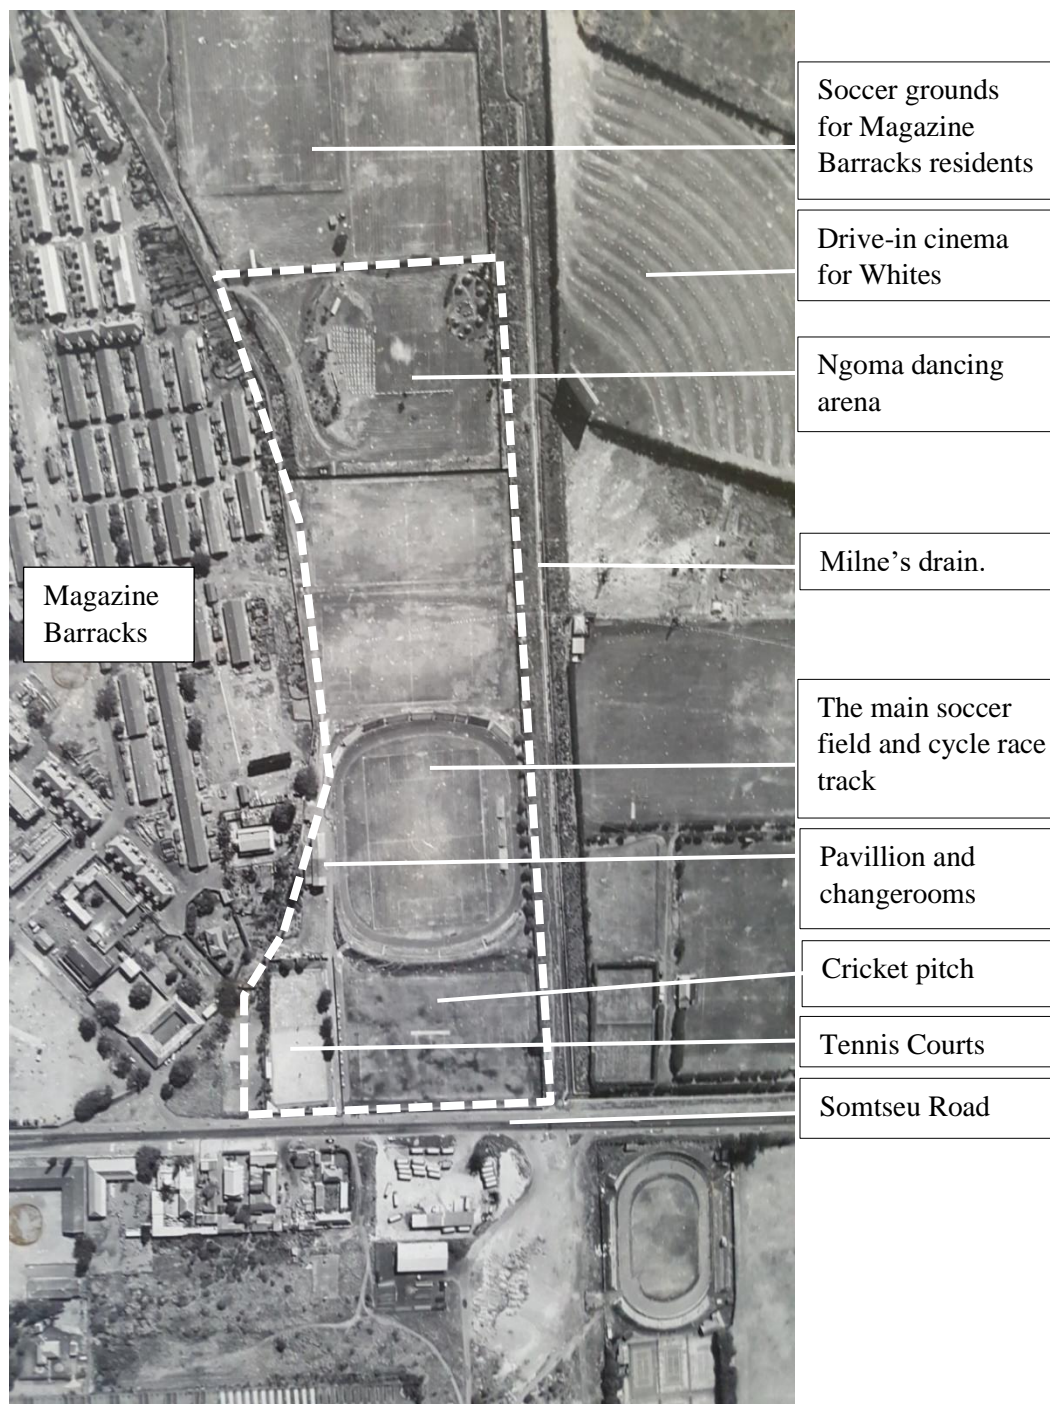 Soccer grounds
for Magazine
Barracks residents
Drive-in cinema
for Whites
Ngoma dancing
arena
Magazine
Barracks
Milne’s drain.
The main soccer
field and cycle race
track
Pavillion and
changerooms
Cricket pitch
Tennis Courts
Somtseu Road